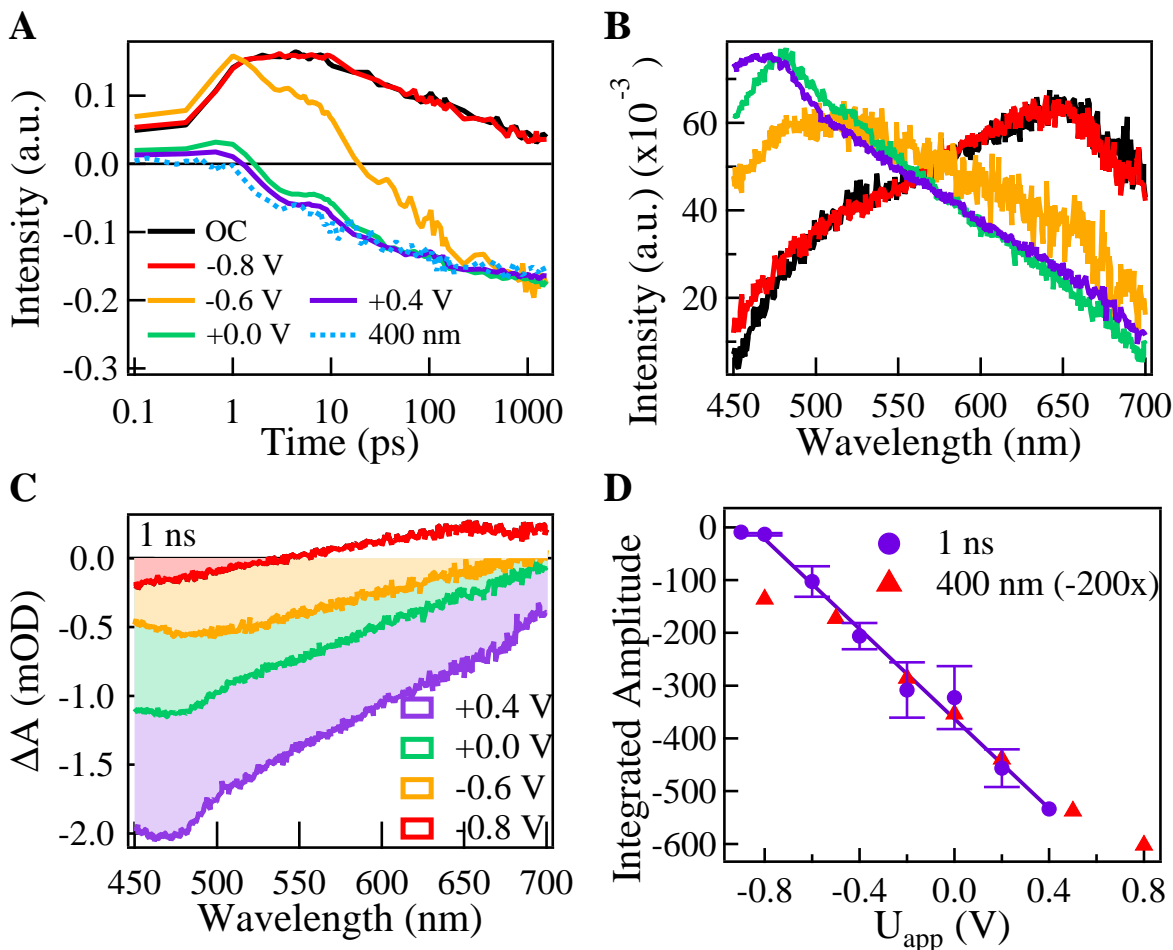 A
Intensity (a.u.)
0.1
0.0
-0.1
-0.2
-0.3
OC
-0.8 V
-0.6 V
+0.0 V
+0.4 V
400 nm
0.1 1 10 100 1000
Time (ps)
B
Intensity (a.u.) (x10⁻³)
60
40
20
450 500 550 600 650 700
Wavelength (nm)
C
1 ns
ΔA (mOD)
0.0
-0.5
-1.0
-1.5
-2.0
+0.4 V
+0.0 V
-0.6 V
-0.8 V
450 500 550 600 650 700
Wavelength (nm)
D
Integrated Amplitude
0
-100
-200
-300
-400
-500
-600
1 ns
400 nm (-200x)
-0.8 -0.4 0.0 0.4 0.8
U_app (V)